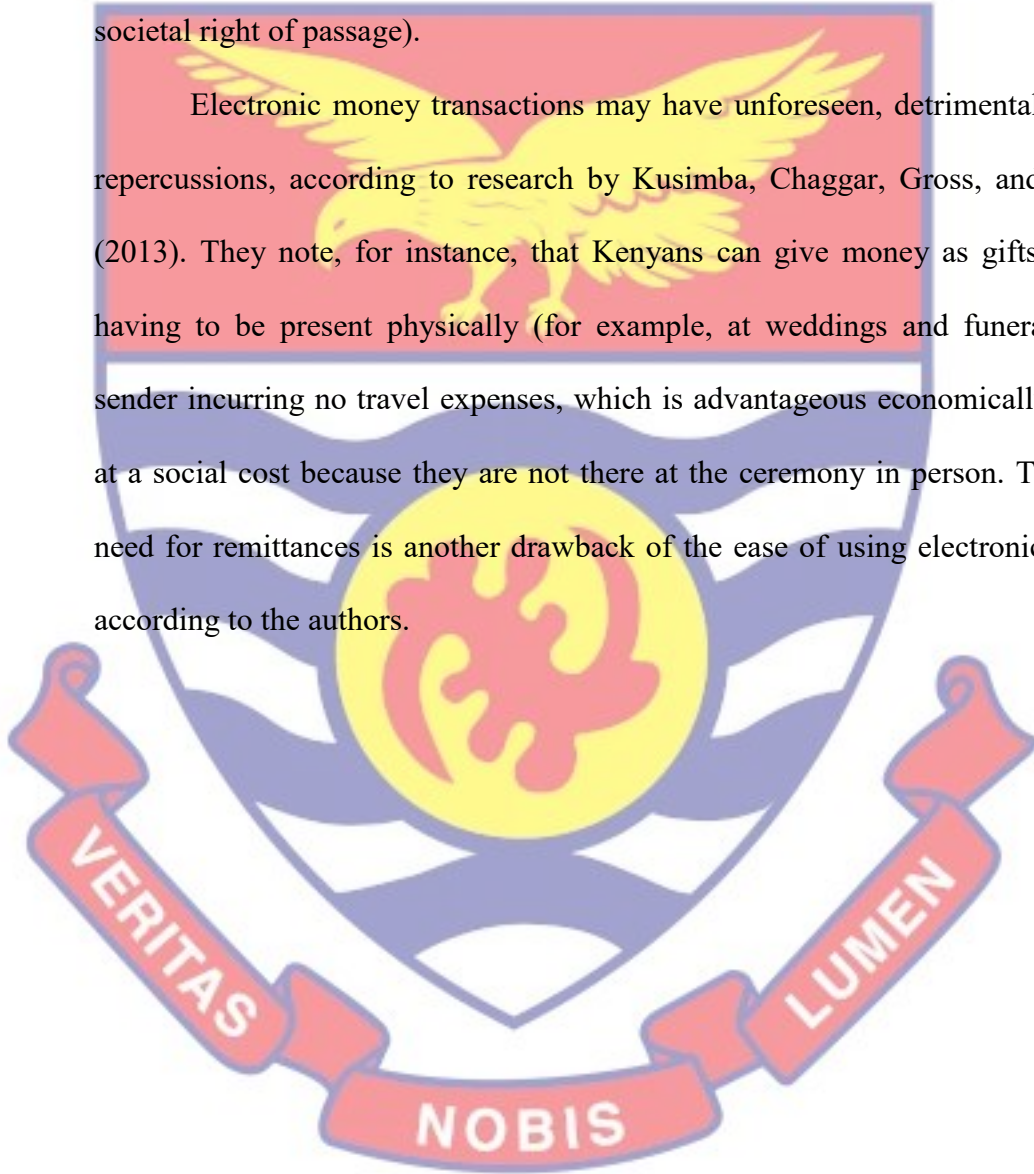 societal right of passage).
Electronic money transactions may have unforeseen, detrimental
repercussions, according to research by Kusimba, Chaggar, Gross, and
(2013). They note, for instance, that Kenyans can give money as gifts
having to be present physically (for example, at weddings and funera
sender incurring no travel expenses, which is advantageous economicall
at a social cost because they are not there at the ceremony in person. T
need for remittances is another drawback of the ease of using electronic
according to the authors.
VERITAS
NOBIS
LUMEN